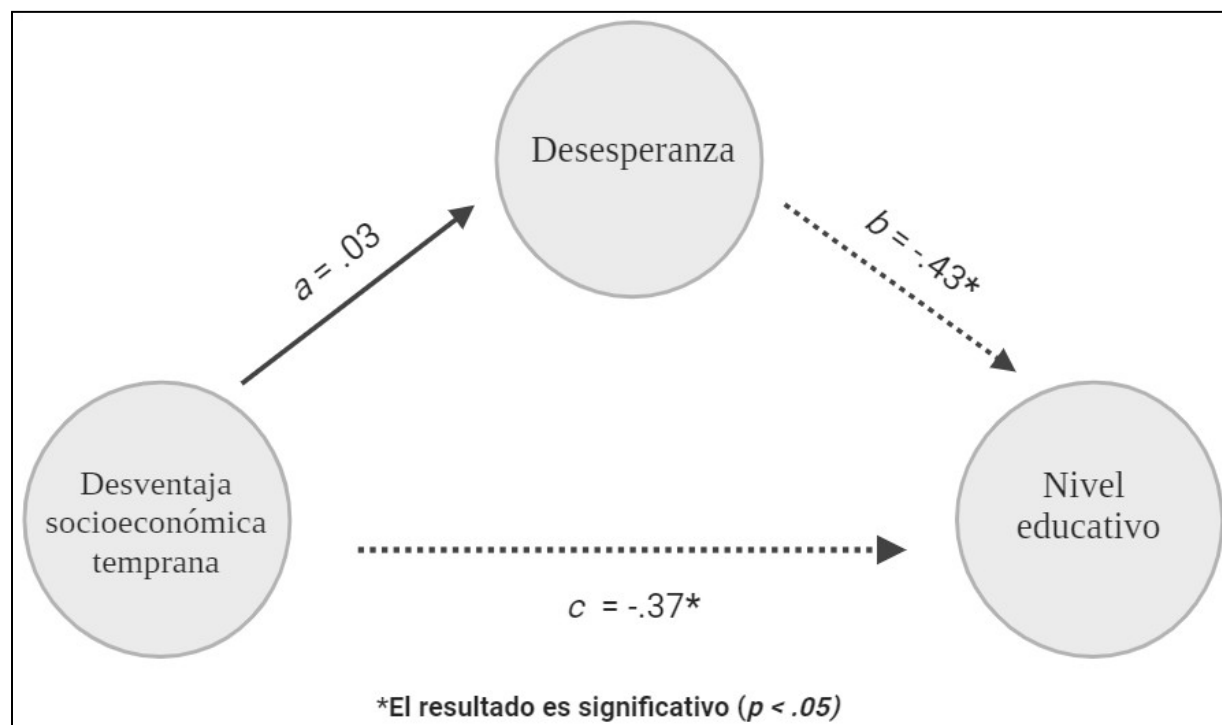 Desesperanza
a = .03
b = -.43*
Desventaja
socioeconómica
temprana
Nivel
educativo
c = -.37*
*El resultado es significativo (p < .05)